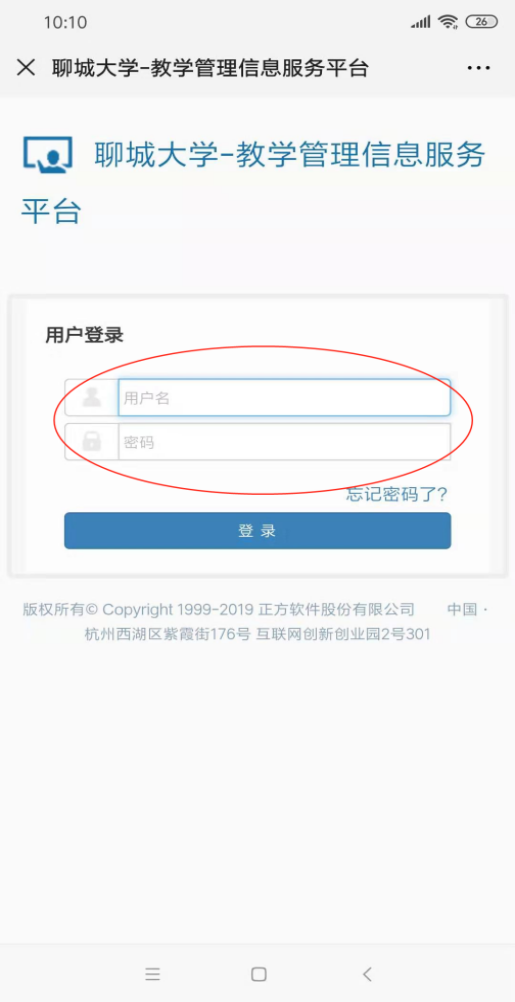 10:10
26
聊城大学-教学管理信息服务平台
聊城大学-教学管理信息服务
平台
用户登录
用户名
密码
忘记密码了?
登 录
版权所有© Copyright 1999-2019 正方软件股份有限公司 中国·
杭州西湖区紫霞街176号 互联网创新创业园2号301